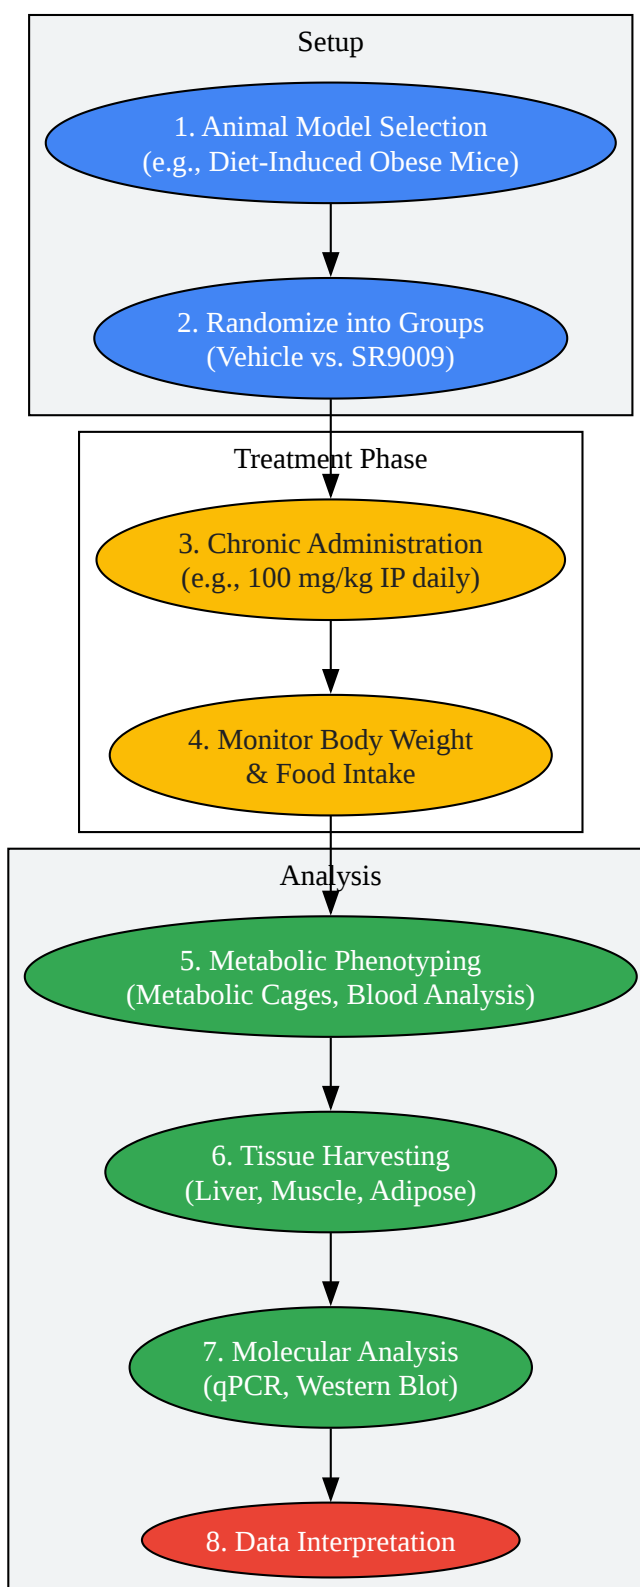 Setup
1. Animal Model Selection
(e.g., Diet-Induced Obese Mice)
2. Randomize into Groups
(Vehicle vs. SR9009)
Treatment Phase
3. Chronic Administration
(e.g., 100 mg/kg IP daily)
4. Monitor Body Weight
& Food Intake
Analysis
5. Metabolic Phenotyping
(Metabolic Cages, Blood Analysis)
6. Tissue Harvesting
(Liver, Muscle, Adipose)
7. Molecular Analysis
(qPCR, Western Blot)
8. Data Interpretation